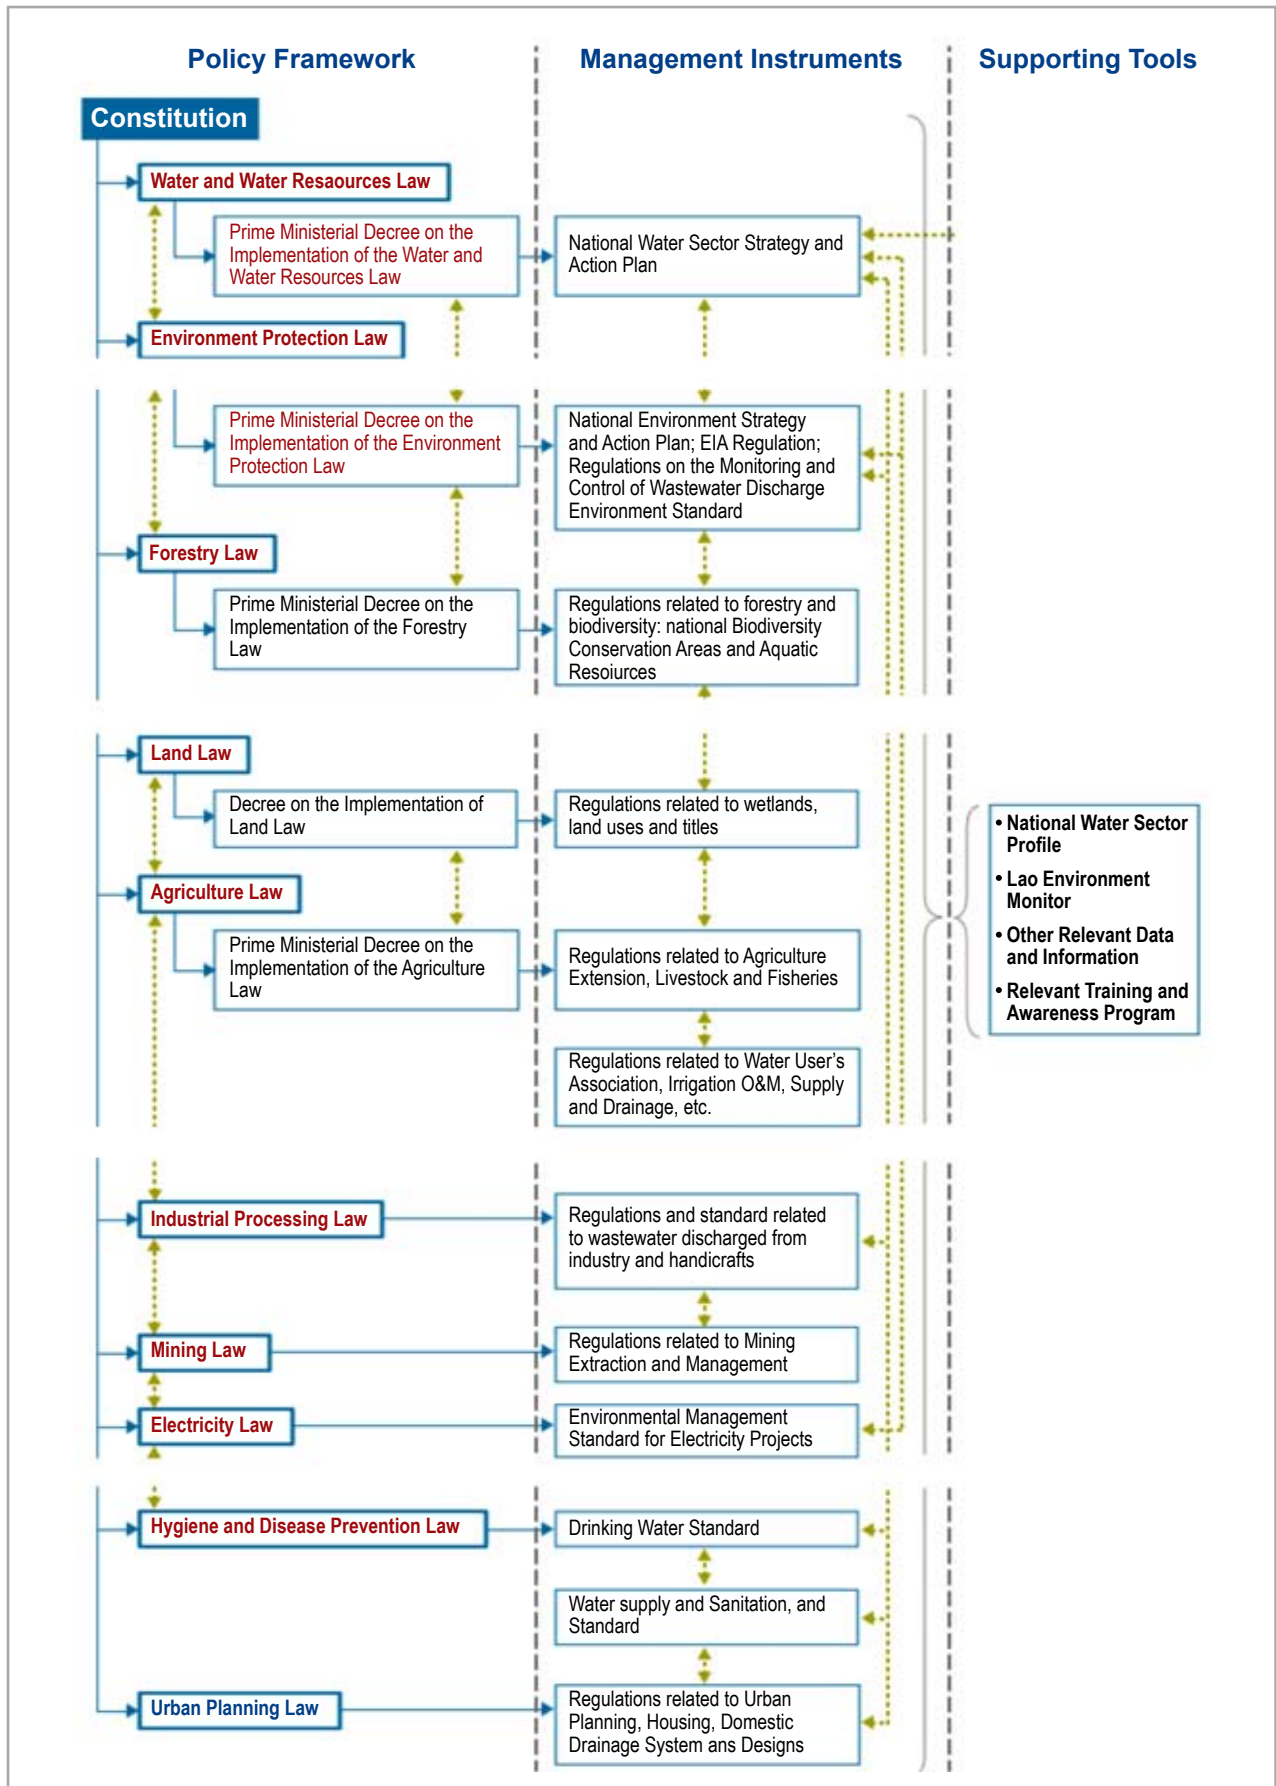 Policy Framework
Management Instruments
Supporting Tools
Constitution
Water and Water Resaources Law
Prime Ministerial Decree on the
Implementation of the Water and
Water Resources Law
National Water Sector Strategy and
Action Plan
Environment Protection Law
Prime Ministerial Decree on the
Implementation of the Environment
Protection Law
National Environment Strategy
and Action Plan; EIA Regulation;
Regulations on the Monitoring and
Control of Wastewater Discharge
Environment Standard
Forestry Law
Prime Ministerial Decree on the
Implementation of the Forestry
Law
Regulations related to forestry and
biodiversity: national Biodiversity
Conservation Areas and Aquatic
Resoiurces
Land Law
Decree on the Implementation of
Land Law
Regulations related to wetlands,
land uses and titles
• National Water Sector
Profile
• Lao Environment
Monitor
• Other Relevant Data
and Information
• Relevant Training and
Awareness Program
Agriculture Law
Prime Ministerial Decree on the
Implementation of the Agriculture
Law
Regulations related to Agriculture
Extension, Livestock and Fisheries
Regulations related to Water User's
Association, Irrigation O&M, Supply
and Drainage, etc.
Industrial Processing Law
Regulations and standard related
to wastewater discharged from
industry and handicrafts
Mining Law
Regulations related to Mining
Extraction and Management
Electricity Law
Environmental Management
Standard for Electricity Projects
Hygiene and Disease Prevention Law
Drinking Water Standard
Water supply and Sanitation, and
Standard
Urban Planning Law
Regulations related to Urban
Planning, Housing, Domestic
Drainage System ans Designs